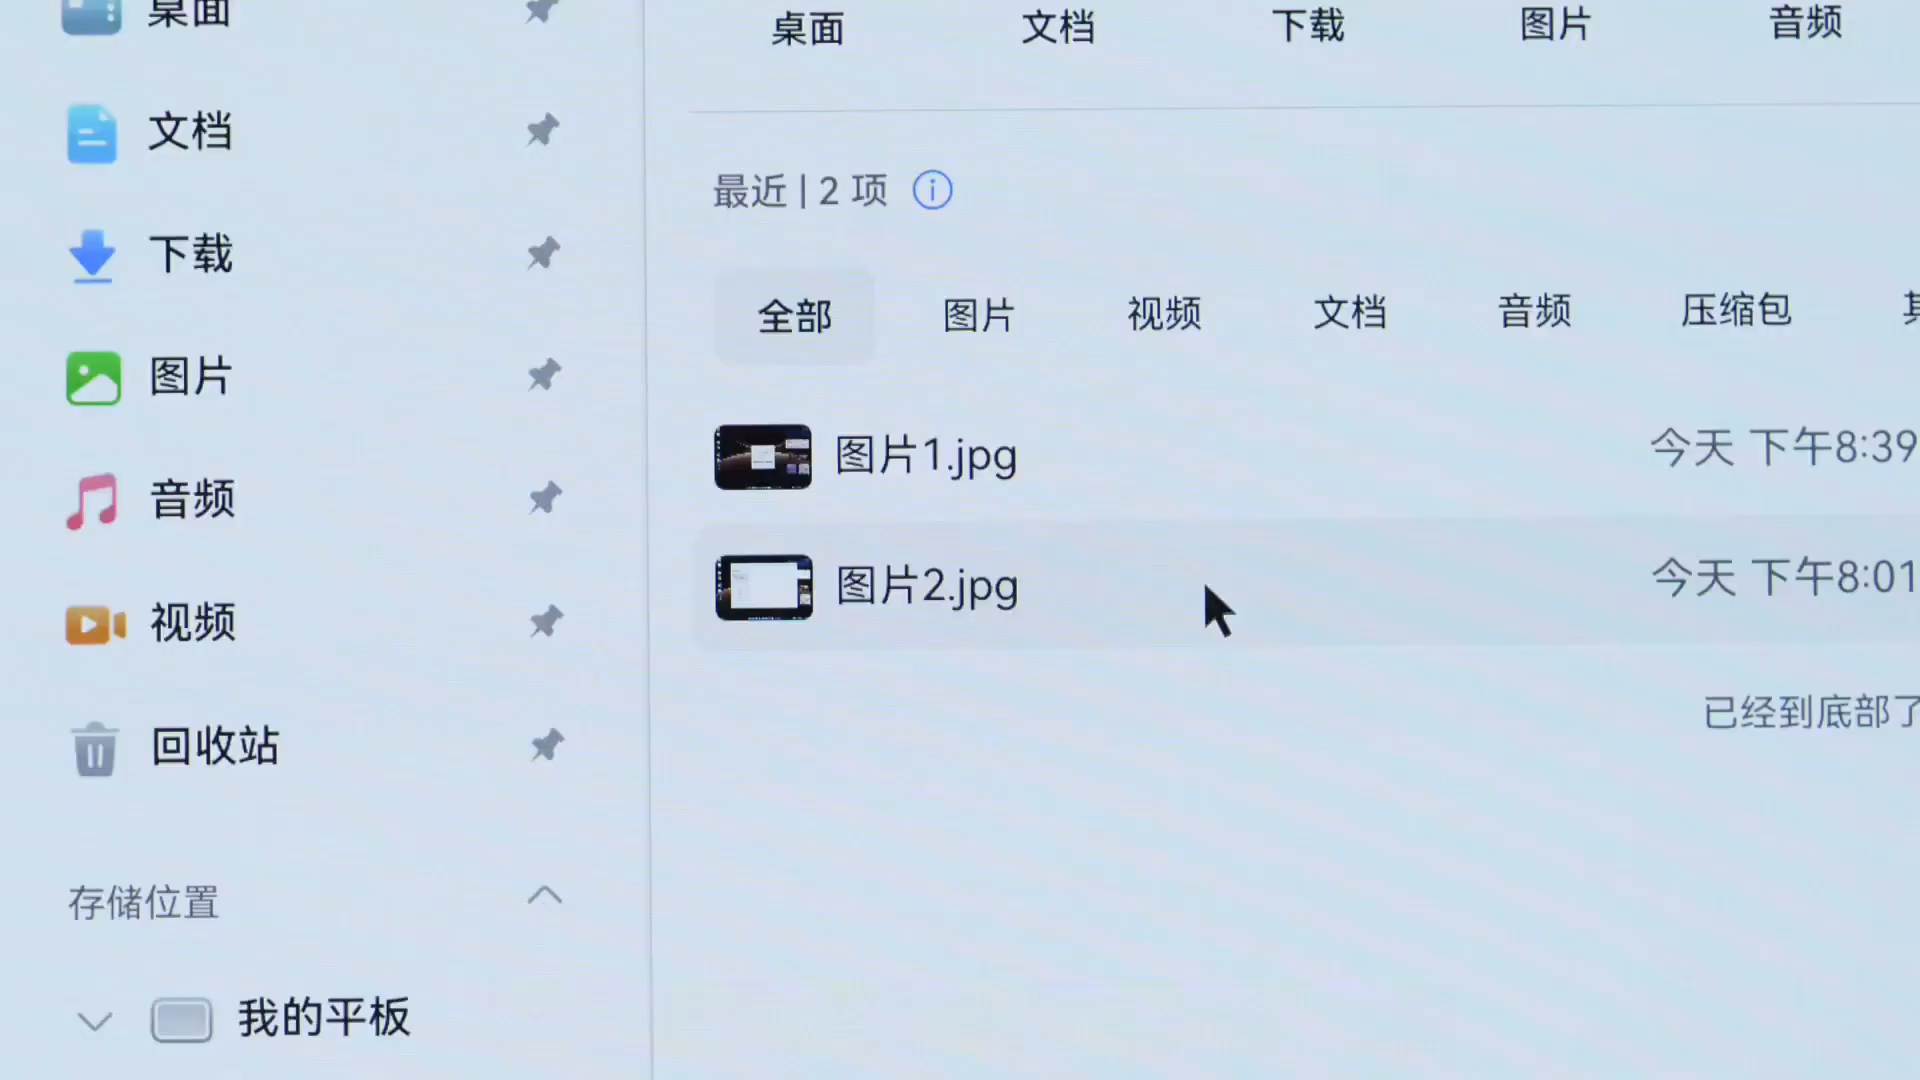 桌面
文档
下载
图片
音频
视频
回收站
存储位置
我的平板
桌面 文档 下载 图片 音频
最近 | 2 项
全部 图片 视频 文档 音频 压缩包
图片1.jpg 今天 下午8:39
图片2.jpg 今天 下午8:01
已经到底部了